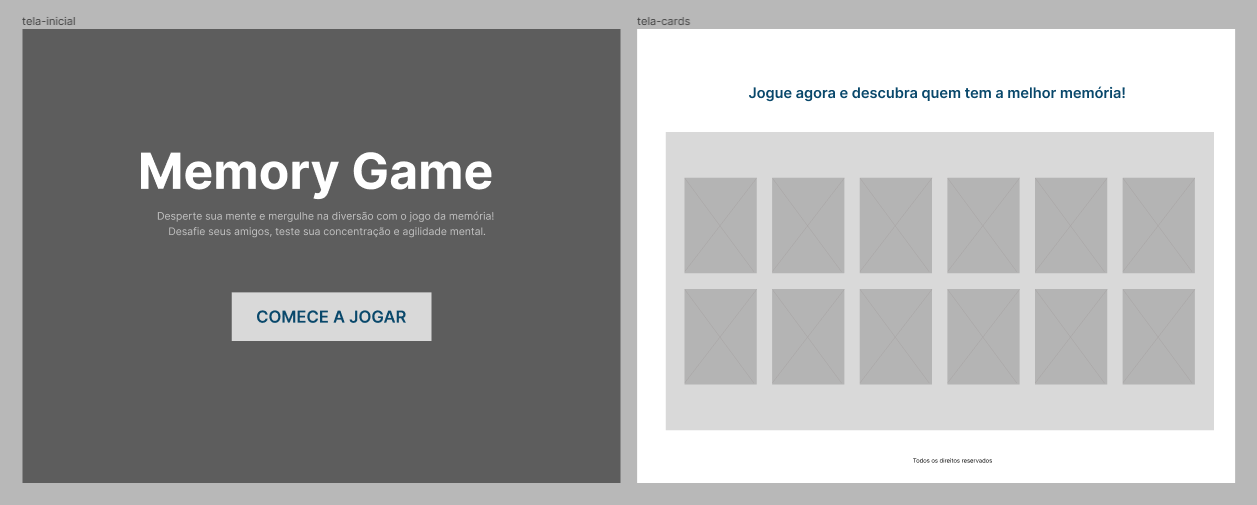 tela-inicial
Memory Game
Desperte sua mente e mergulhe na diversão com o jogo da memória!
Desafie seus amigos, teste sua concentração e agilidade mental.
COMECE A JOGAR
tela-cards
Jogue agora e descubra quem tem a melhor memória!
Todos os direitos reservados